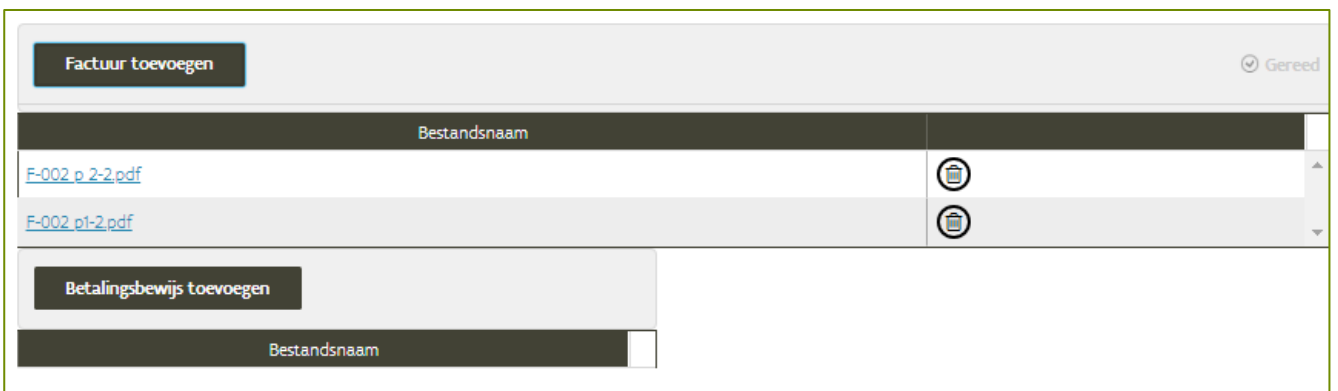 Factuur toevoegen
Gereed
Bestandsnaam
F-002 p 2-2.pdf
F-002 p1-2.pdf
Betalingsbewijs toevoegen
Bestandsnaam